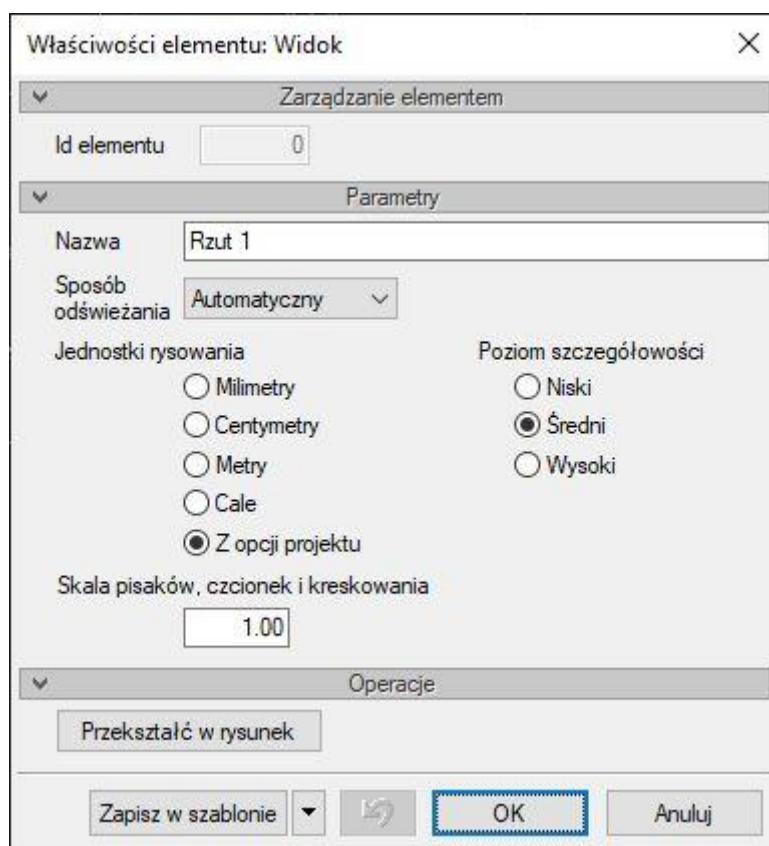 Właściwości elementu: Widok
Zarządzanie elementem
Id elementu 0
Parametry
Nazwa Rzut 1
Sposób odświeżania Automatyczny
Jednostki rysowania Poziom szczegółowości
Milimetry Niski
Centymetry Średni
Metry Wysoki
Cale
Z opcji projektu
Skala pisaków, czcionek i kreskowania
1.00
Operacje
Przekształć w rysunek
Zapisz w szablonie OK Anuluj